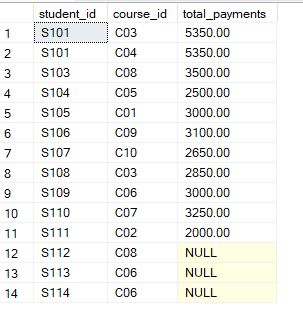 student_id course_id total_payments
1 S101 C03 5350.00
2 S101 C04 5350.00
3 S103 C08 3500.00
4 S104 C05 2500.00
5 S105 C01 3000.00
6 S106 C09 3100.00
7 S107 C10 2650.00
8 S108 C03 2850.00
9 S109 C06 3000.00
10 S110 C07 3250.00
11 S111 C02 2000.00
12 S112 C08 NULL
13 S113 C06 NULL
14 S114 C06 NULL